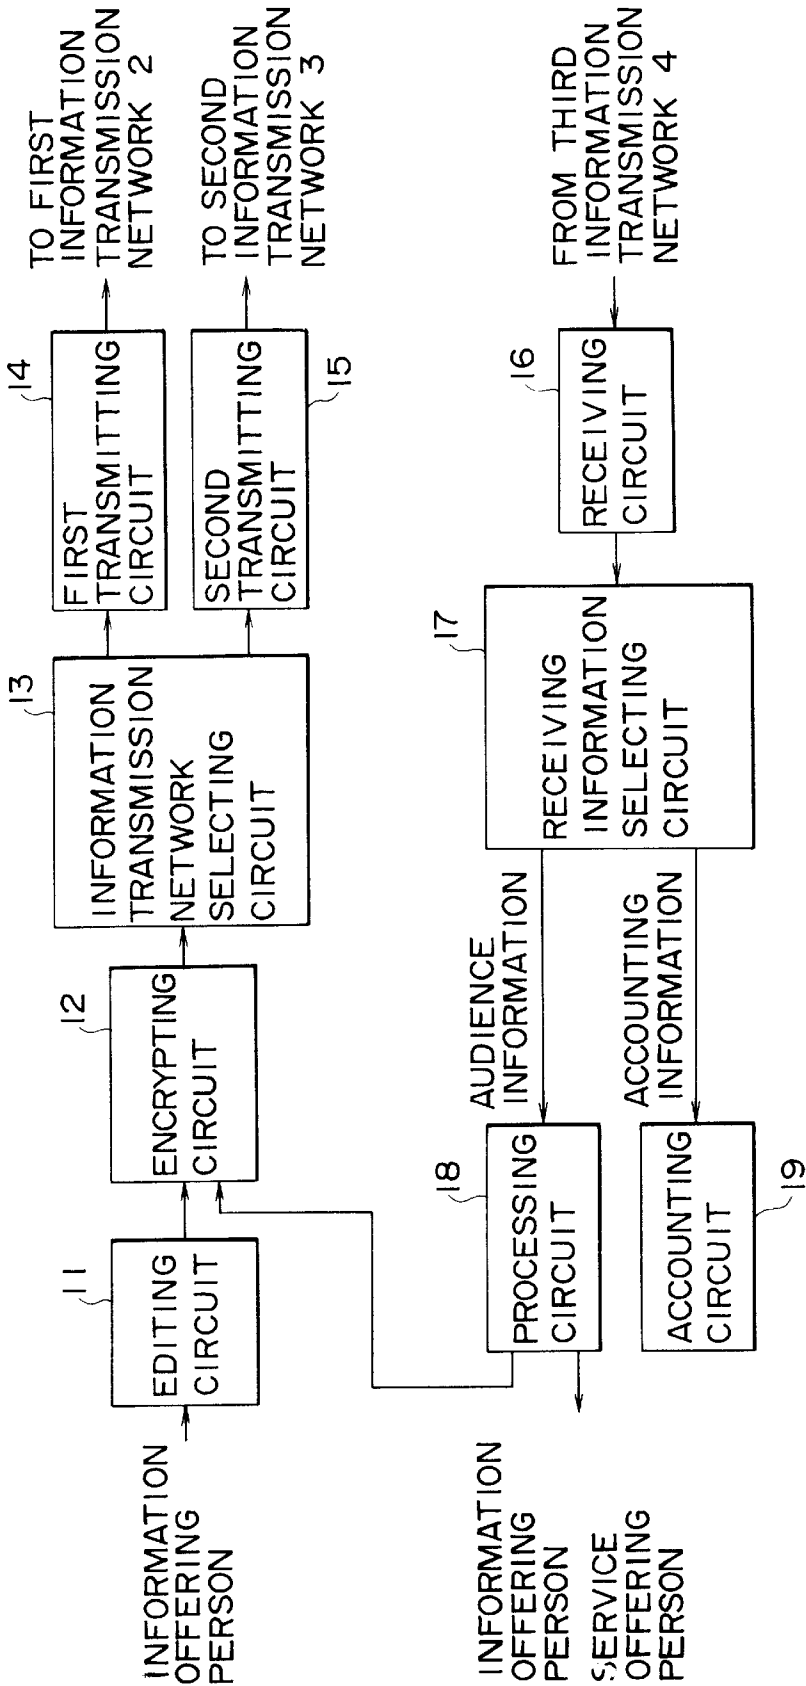 INFORMATION
OFFERING
PERSON
11
EDITING
CIRCUIT
12
ENCRYPTING
CIRCUIT
13
INFORMATION
TRANSMISSION
NETWORK
SELECTING
CIRCUIT
14
FIRST
TRANSMITTING
CIRCUIT
TO FIRST
INFORMATION
TRANSMISSION
NETWORK 2
SECOND
TRANSMITTING
CIRCUIT
15
TO SECOND
INFORMATION
TRANSMISSION
NETWORK 3
INFORMATION
OFFERING
PERSON
SERVICE
OFFERING
PERSON
18
PROCESSING
CIRCUIT
AUDIENCE
INFORMATION
ACCOUNTING
CIRCUIT
19
ACCOUNTING
INFORMATION
17
RECEIVING
INFORMATION
SELECTING
CIRCUIT
16
RECEIVING
CIRCUIT
FROM THIRD
INFORMATION
TRANSMISSION
NETWORK 4